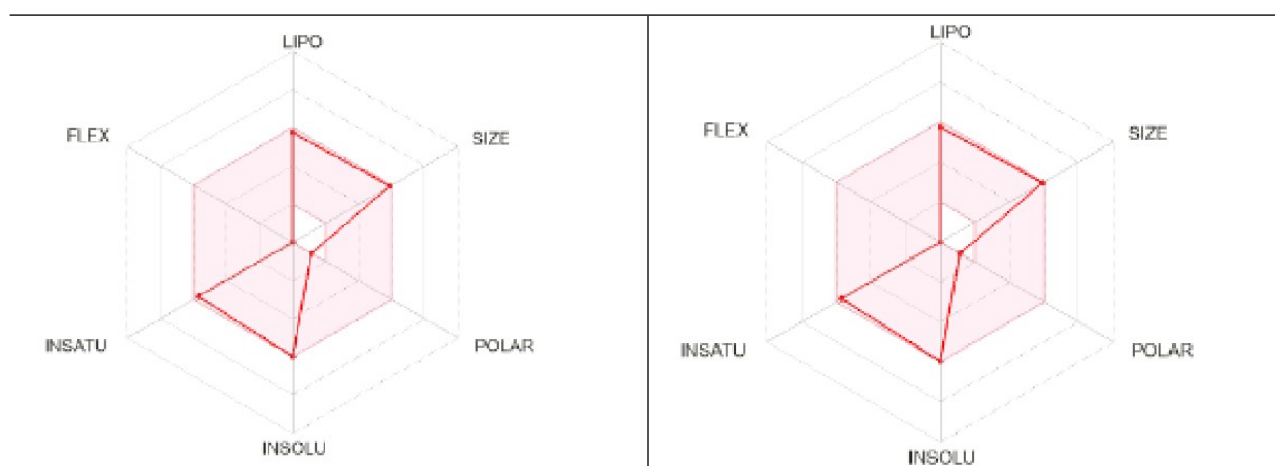 LIPO
FLEX
SIZE
INSATU
POLAR
INSOLU
LIPO
FLEX
SIZE
INSATU
POLAR
INSOLU